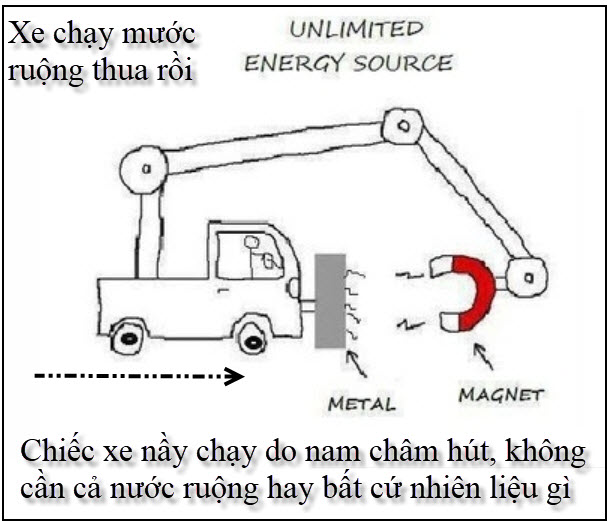 Xe chạy mước
ruộng thua rồi
UNLIMITED
ENERGY SOURCE
METAL
MAGNET
Chiếc xe nầy chạy do nam châm hút, không
cần cả nước ruộng hay bất cứ nhiên liệu gì